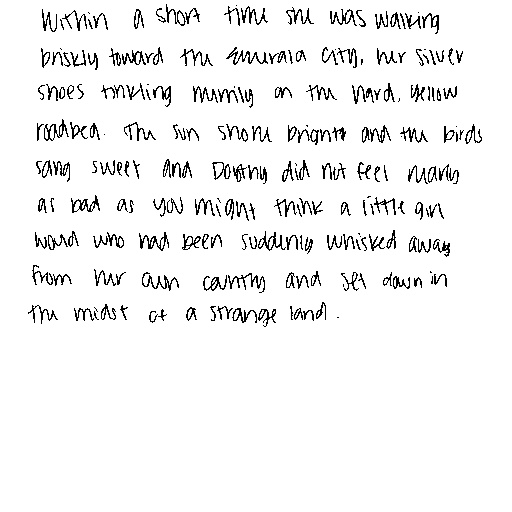 Within a short time she was walking
briskly toward the Emerald City, her silver
shoes tinkling merrily on the hard, yellow
roadbed. The sun shone bright and the birds
sang sweet and Dorothy did not feel nearly
as bad as you might think a little girl
would who had been suddenly whisked away
from her own country and set down in
the midst of a strange land.